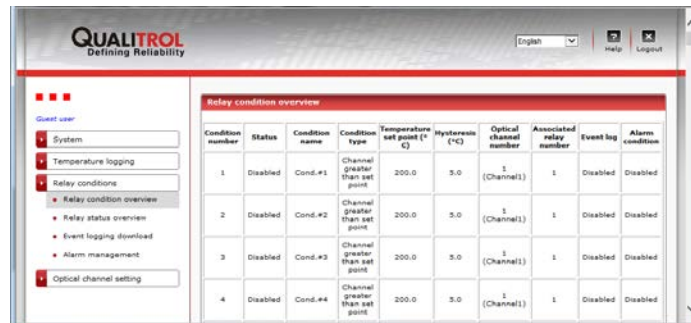 QUALITROL
Defining Reliability
English
Help
Logout
Guest user
System
Temperature logging
Relay conditions
Relay condition overview
Relay status overview
Event logging download
Alarm management
Optical channel setting
Relay condition overview
Condition number Status Condition name Condition type Temperature set point (° C) Hysteresis (°C) Optical channel number Associated relay number Event log Alarm condition
1 Disabled Cond.#1 Channel greater than set point 200.0 5.0 1 (Channel1) 1 Disabled Disabled
2 Disabled Cond.#2 Channel greater than set point 200.0 5.0 1 (Channel1) 1 Disabled Disabled
3 Disabled Cond.#3 Channel greater than set point 200.0 5.0 1 (Channel1) 1 Disabled Disabled
4 Disabled Cond.#4 Channel greater than set point 200.0 5.0 1 (Channel1) 1 Disabled Disabled